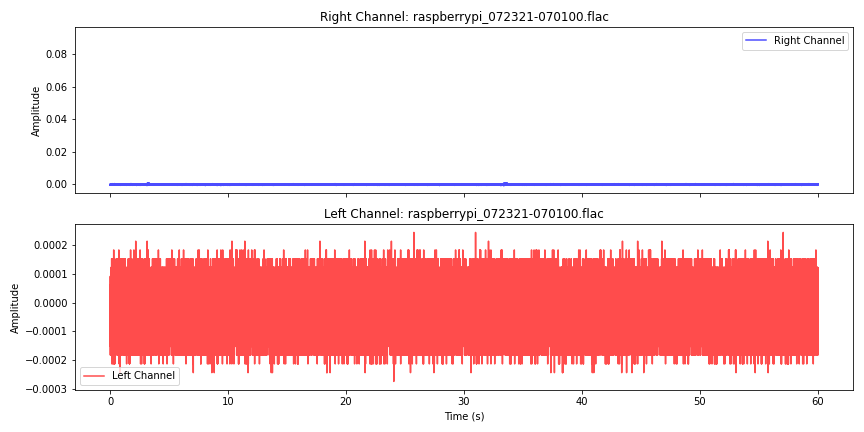 Right Channel: raspberrypi_072321-070100.flac
Right Channel
Amplitude
0.08
0.06
0.04
0.02
0.00
Left Channel: raspberrypi_072321-070100.flac
Amplitude
0.0002
0.0001
0.0000
−0.0001
−0.0002
−0.0003
Left Channel
0 10 20 30 40 50 60
Time (s)